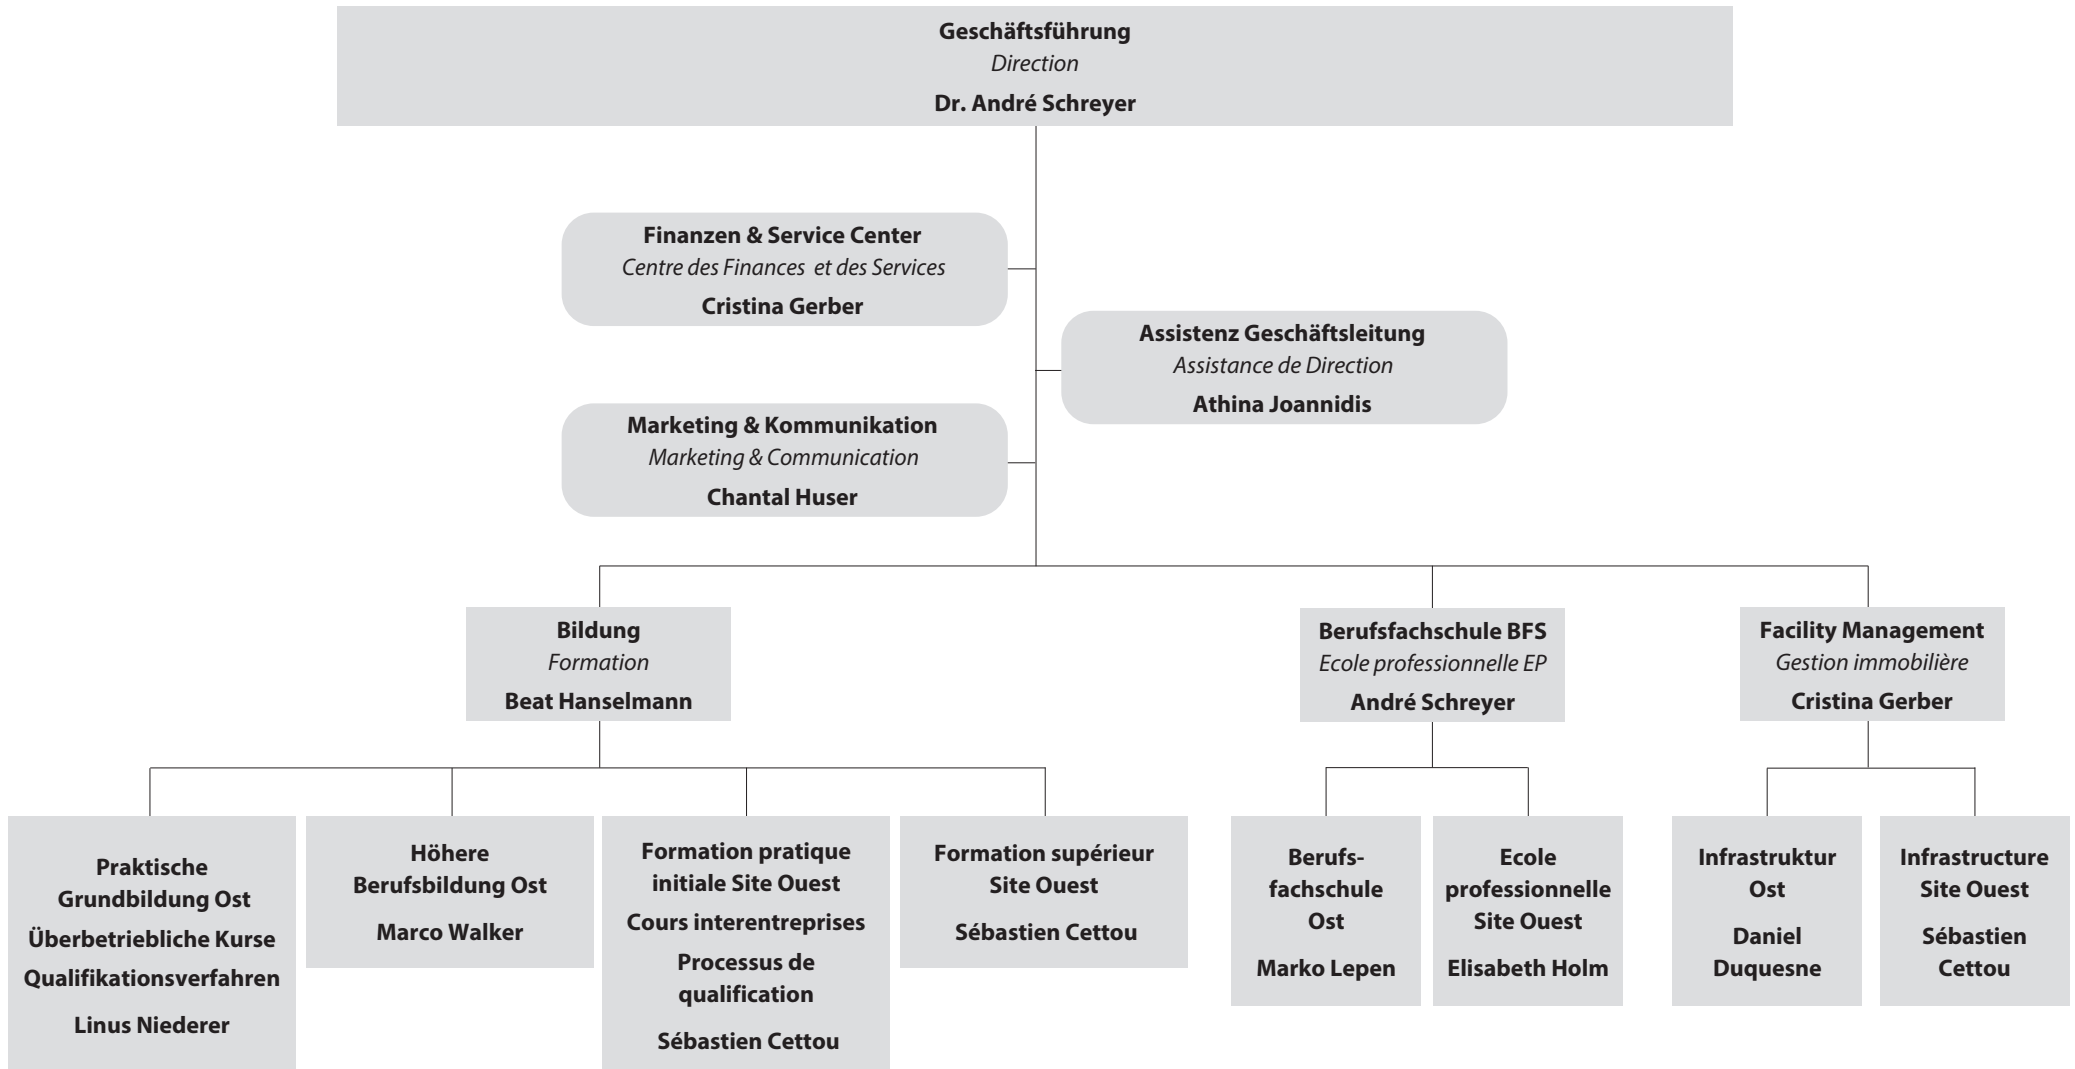 Geschäftsführung
Direction
Dr. André Schreyer
Finanzen & Service Center
Centre des Finances et des Services
Cristina Gerber
Assistenz Geschäftsleitung
Assistance de Direction
Athina Joannidis
Marketing & Kommunikation
Marketing & Communication
Chantal Huser
Bildung
Formation
Beat Hanselmann
Berufsfachschule BFS
Ecole professionnelle EP
André Schreyer
Facility Management
Gestion immobilière
Cristina Gerber
Praktische
Grundbildung Ost
Überbetriebliche Kurse
Qualifikationsverfahren
Linus Niederer
Höhere
Berufsbildung Ost
Marco Walker
Formation pratique
initiale Site Ouest
Cours interentreprises
Processus de
qualification
Sébastien Cettou
Formation supérieur
Site Ouest
Sébastien Cettou
Berufs-
fachschule
Ost
Marko Lepen
Ecole
professionnelle
Site Ouest
Elisabeth Holm
Infrastruktur
Ost
Daniel
Duquesne
Infrastructure
Site Ouest
Sébastien
Cettou